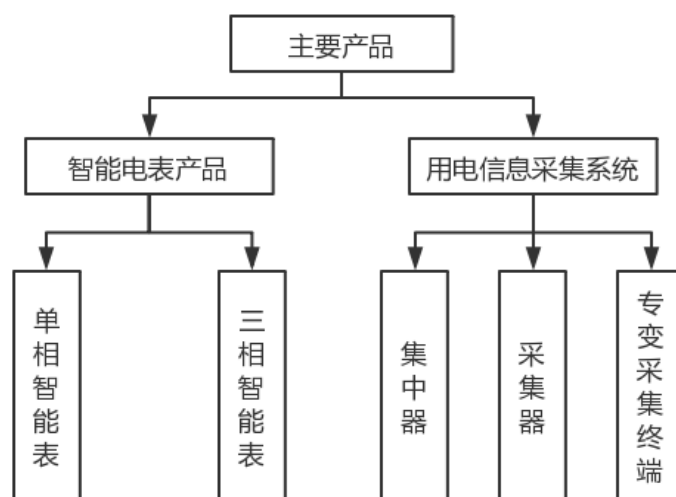 主要产品
智能电表产品
用电信息采集系统
单相智能表
三相智能表
集中器
采集器
专变采集终端